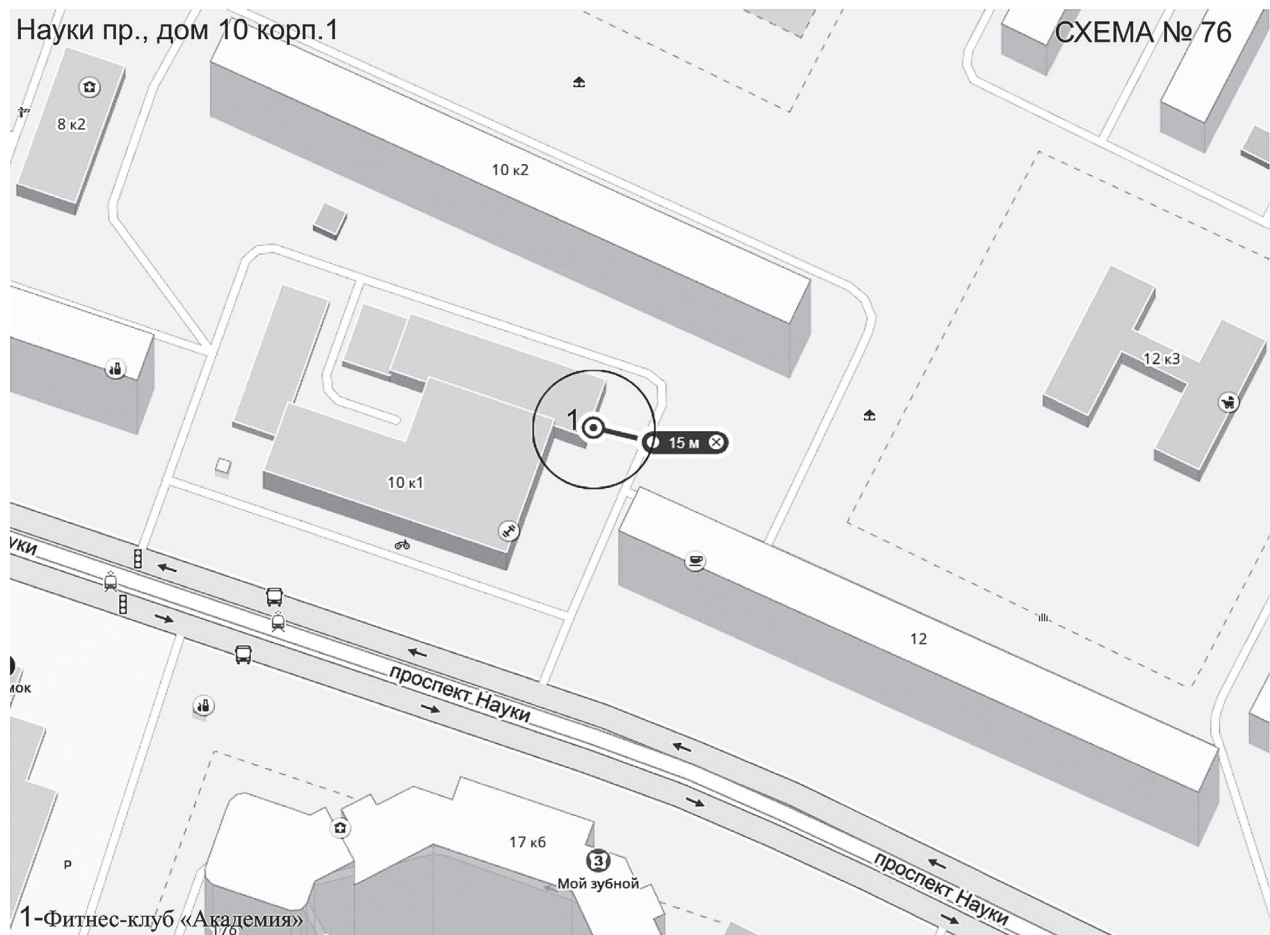 Науки пр., дом 10 корп.1
СХЕМА № 76
8 к2
10 к2
12 к3
1
15 м
10 к1
уки
12
проспект Науки
мок
17 к6
З
Мой зубной
проспект Науки
P
1-Фитнес-клуб «Академия»